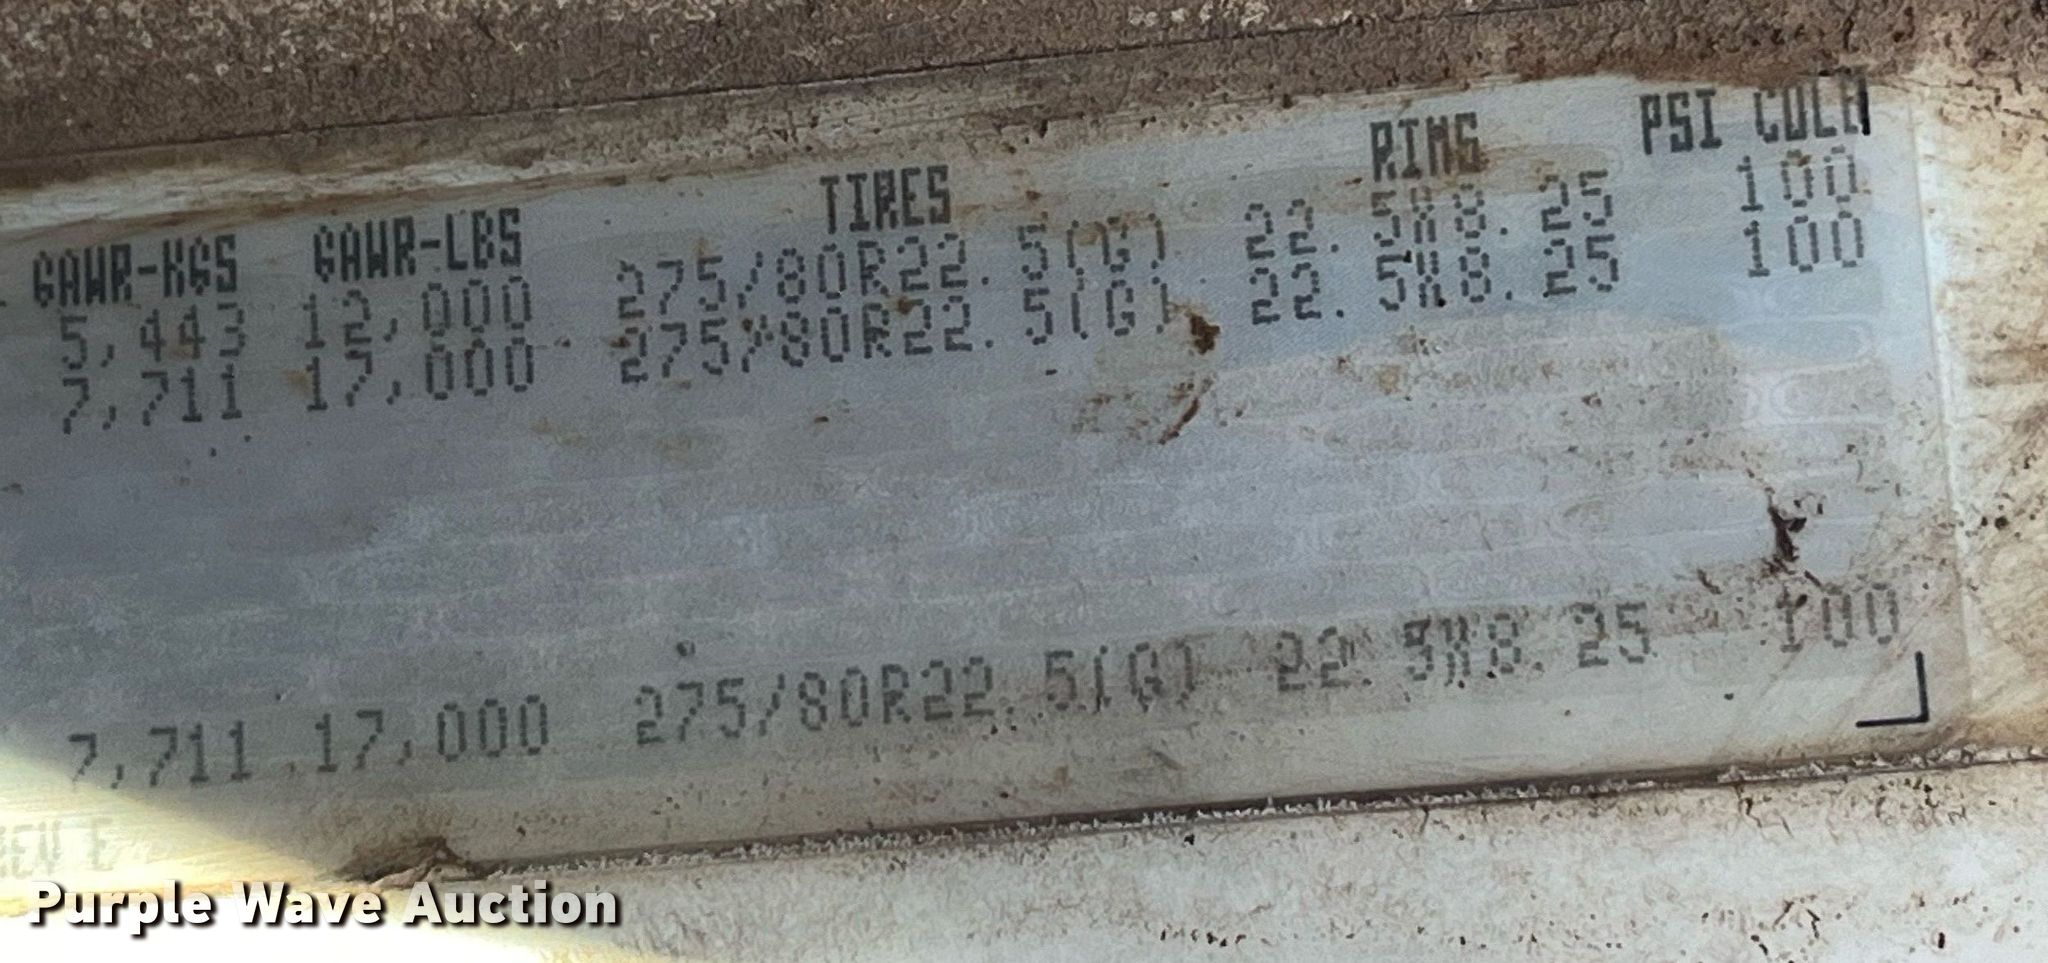 GAWR-KGS GAWR-LBS TIRES RIMS PSI COLD
5,443 12,000 275/80R22.5(G) 22.5X8.25 100
7,711 17,000 275/80R22.5(G) 22.5X8.25 100
7,711 17,000 275/80R22.5(G) 22.5X8.25 100
REV E
Purple Wave Auction